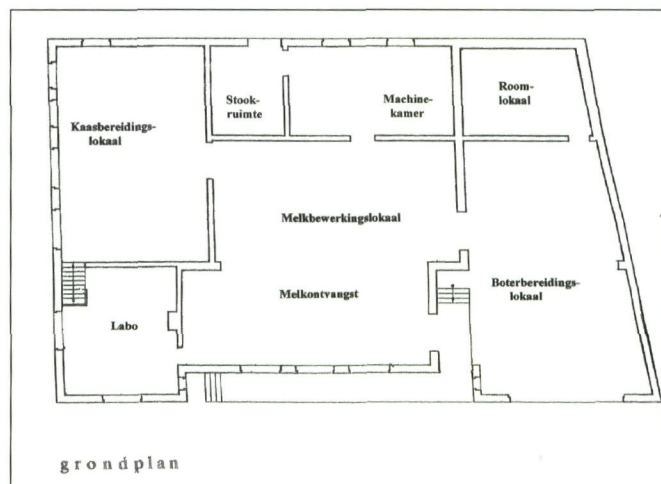 Stook-
ruimte
Machine-
kamer
Room-
lokaal
Kaasbereidings-
lokaal
Melkbewerkingslokaal
Melkontvangst
Boterbereidings-
lokaal
Labo
grondplan